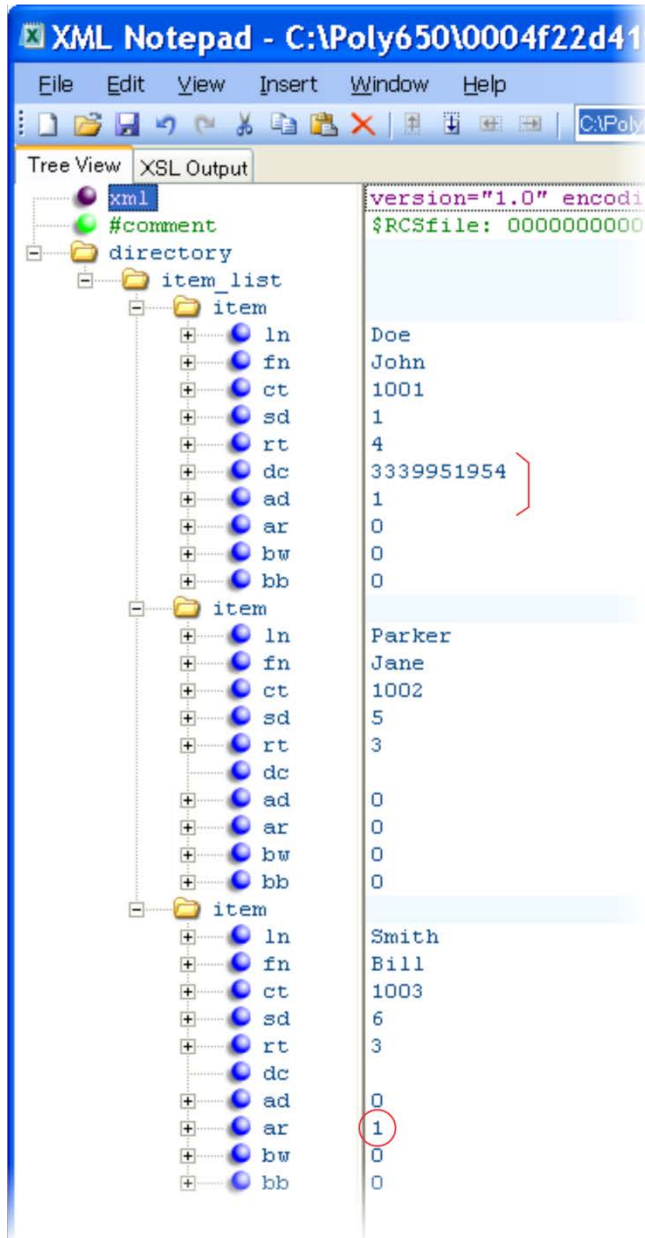 XML Notepad - C:\Poly650\0004f22d41
File Edit View Insert Window Help
C:\Poly
Tree View XSL Output
xml version="1.0" encodi
#comment $RCSfile: 0000000000
directory
item_list
item
ln Doe
fn John
ct 1001
sd 1
rt 4
dc 3339951954
ad 1
ar 0
bw 0
bb 0
item
ln Parker
fn Jane
ct 1002
sd 5
rt 3
dc
ad 0
ar 0
bw 0
bb 0
item
ln Smith
fn Bill
ct 1003
sd 6
rt 3
dc
ad 0
ar 1
bw 0
bb 0